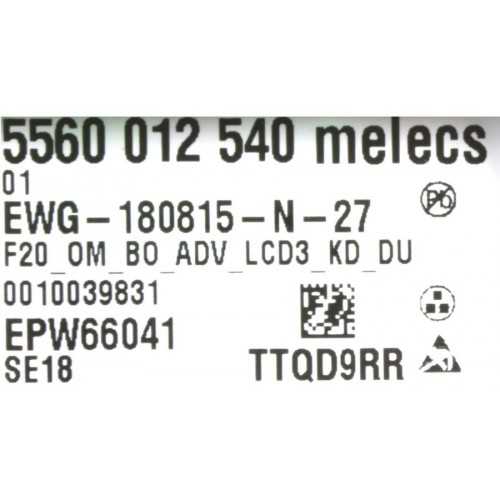 5560 012 540 melecs
01
EWG-180815-N-27
F20_OM_BO_ADV_LCD3_KD_DU
0010039831
EPW66041
SE18
TTQD9RR
Pb